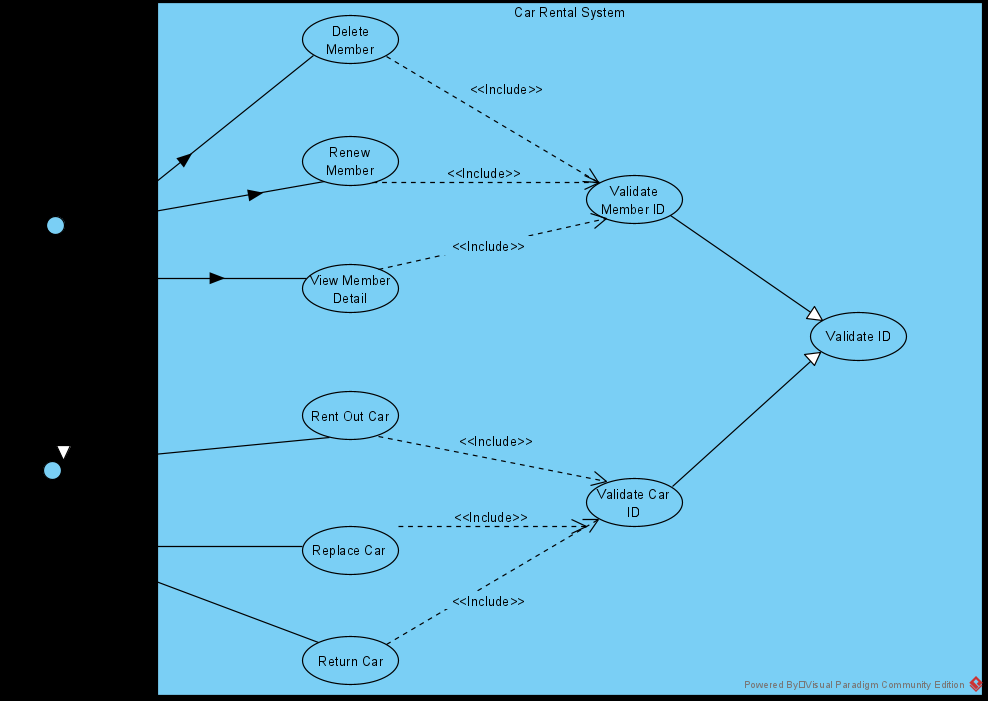 Car Rental System
Delete
Member
<<Include>>
Renew
Member
<<Include>>
Validate
Member ID
<<Include>>
View Member
Detail
Validate ID
Rent Out Car
<<Include>>
Validate Car
ID
<<Include>>
Replace Car
<<Include>>
Return Car
Powered By Visual Paradigm Community Edition